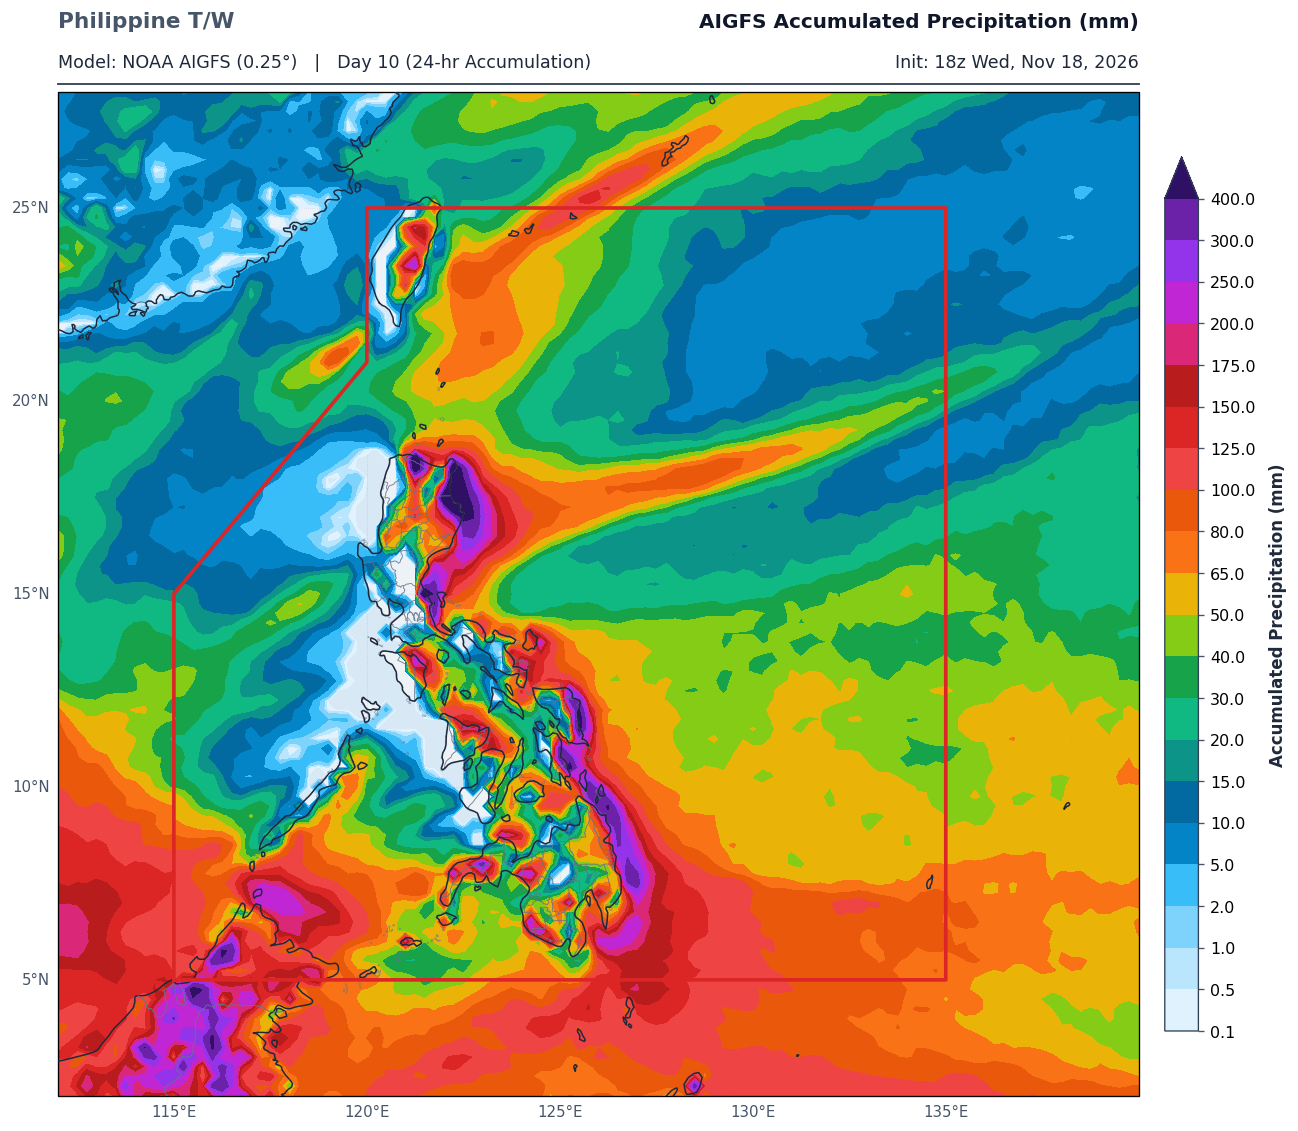 Philippine T/W
AIGFS Accumulated Precipitation (mm)
Model: NOAA AIGFS (0.25°)   |   Day 10 (24-hr Accumulation)
Init: 18z Wed, Nov 18, 2026
25°N
20°N
15°N
10°N
5°N
115°E
120°E
125°E
130°E
135°E
400.0
300.0
250.0
200.0
175.0
150.0
125.0
100.0
80.0
65.0
50.0
40.0
30.0
20.0
15.0
10.0
5.0
2.0
1.0
0.5
0.1
Accumulated Precipitation (mm)